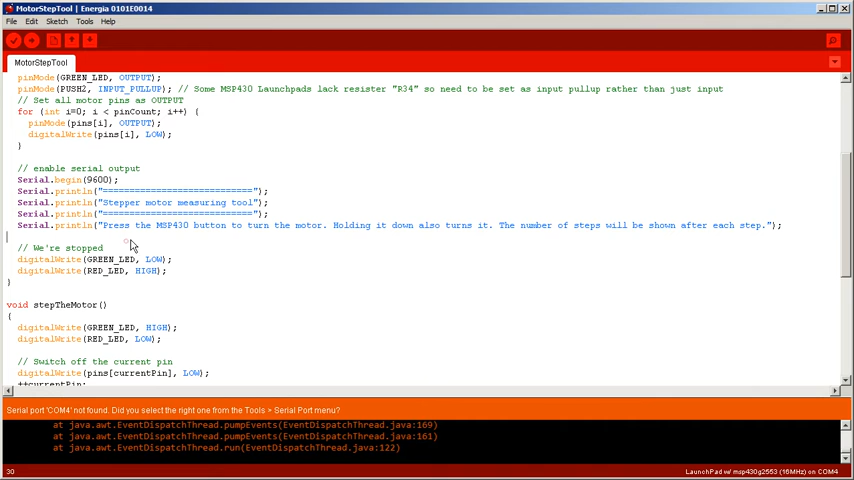 MotorStepTool | Energia 0101E0014
File Edit Sketch Tools Help
MotorStepTool
pinMode(GREEN_LED, OUTPUT);
pinMode(PUSH2, INPUT_PULLUP); // Some MSP430 Launchpads lack resister "R34" so need to be set as input pullup rather than just input
// Set all motor pins as OUTPUT
for (int i=0; i < pinCount; i++) {
pinMode(pins[i], OUTPUT);
digitalWrite(pins[i], LOW);
}
// enable serial output
Serial.begin(9600);
Serial.println("============================");
Serial.println("Stepper motor measuring tool");
Serial.println("============================");
Serial.println("Press the MSP430 button to turn the motor. Holding it down also turns it. The number of steps will be shown after each step.");
// We're stopped
digitalWrite(GREEN_LED, LOW);
digitalWrite(RED_LED, HIGH);
}
void stepTheMotor()
{
digitalWrite(GREEN_LED, HIGH);
digitalWrite(RED_LED, LOW);
// Switch off the current pin
digitalWrite(pins[currentPin], LOW);
++currentPin;
Serial port 'COM4' not found. Did you select the right one from the Tools > Serial Port menu?
at java.awt.EventDispatchThread.pumpEvents(EventDispatchThread.java:169)
at java.awt.EventDispatchThread.pumpEvents(EventDispatchThread.java:161)
at java.awt.EventDispatchThread.run(EventDispatchThread.java:122)
30 LaunchPad w/ msp430g2553 (16MHz) on COM4